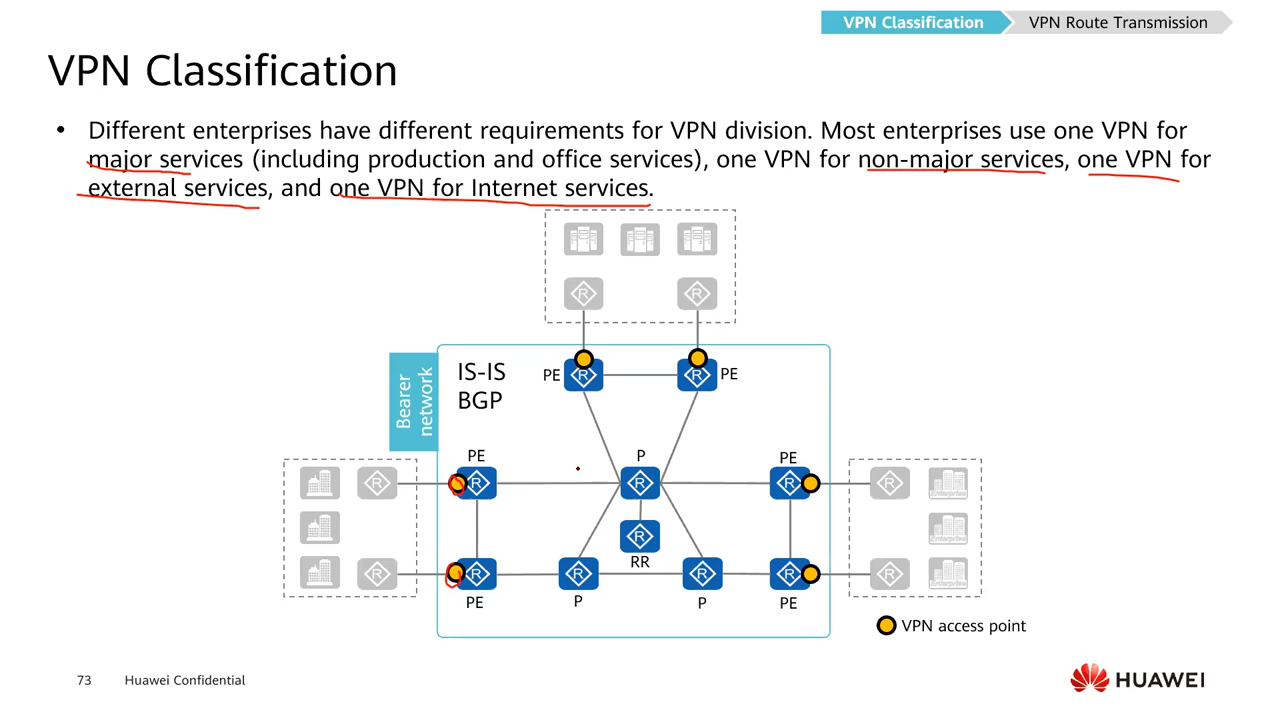 VPN Classification
VPN Route Transmission
VPN Classification
• Different enterprises have different requirements for VPN division. Most enterprises use one VPN for
major services (including production and office services), one VPN for non-major services, one VPN for
external services, and one VPN for Internet services.
R R
Bearer
network
IS-IS
BGP
PE R R PE
PE P PE
R R R R R
Enterprise
R
RR
Enterprise
R R R R R R
Enterprise
PE P P PE
VPN access point
73 Huawei Confidential
HUAWEI